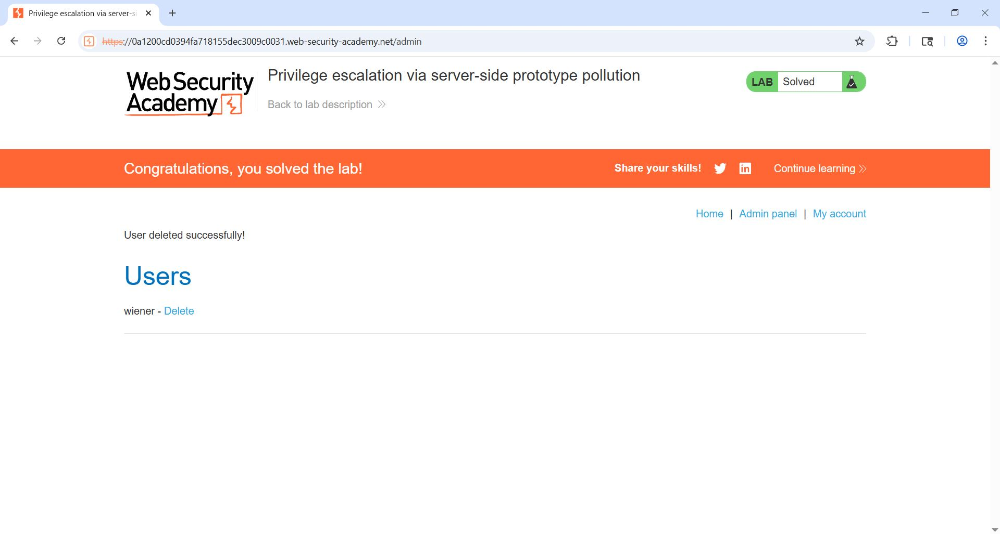 Privilege escalation via server-s
https://0a1200cd0394fa718155dec3009c0031.web-security-academy.net/admin
Web Security
Academy
Privilege escalation via server-side prototype pollution
Back to lab description
LAB Solved
Congratulations, you solved the lab!
Share your skills!
Continue learning
Home | Admin panel | My account
User deleted successfully!
Users
wiener - Delete